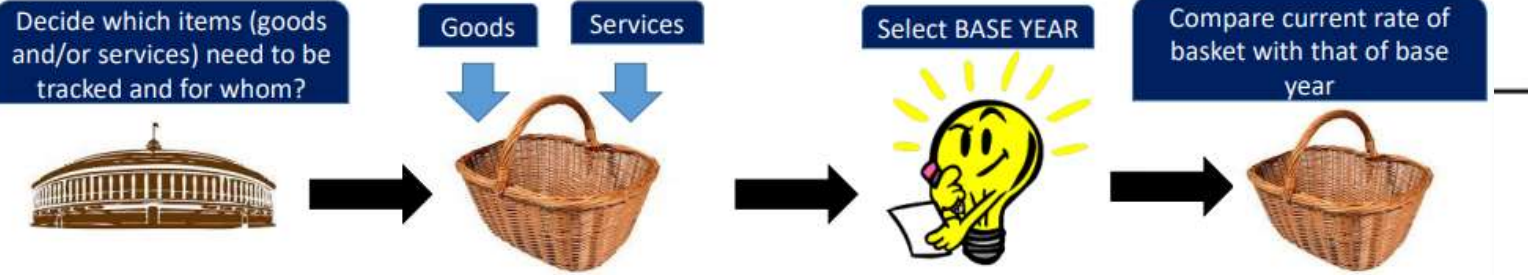 Decide which items (goods
and/or services) need to be
tracked and for whom?
Goods
Services
Select BASE YEAR
Compare current rate of
basket with that of base
year